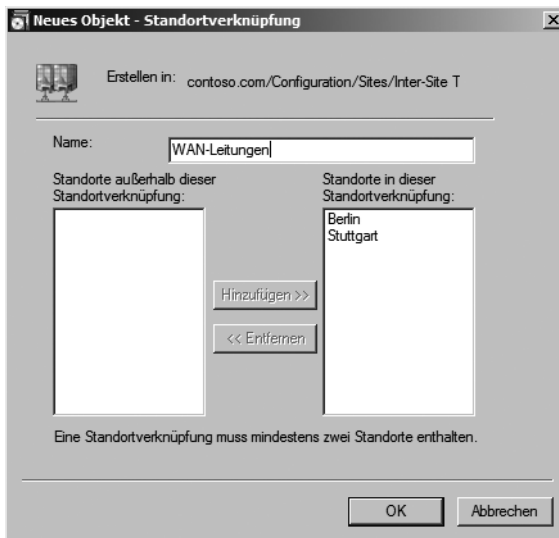 Neues Objekt - Standortverknüpfung
Erstellen in: contoso.com/Configuration/Sites/Inter-Site T
Name: WAN-Leitungen
Standorte außerhalb dieser
Standortverknüpfung:
Standorte in dieser
Standortverknüpfung:
Berlin
Stuttgart
Hinzufügen >>
<< Entfernen
Eine Standortverknüpfung muss mindestens zwei Standorte enthalten.
OK
Abbrechen